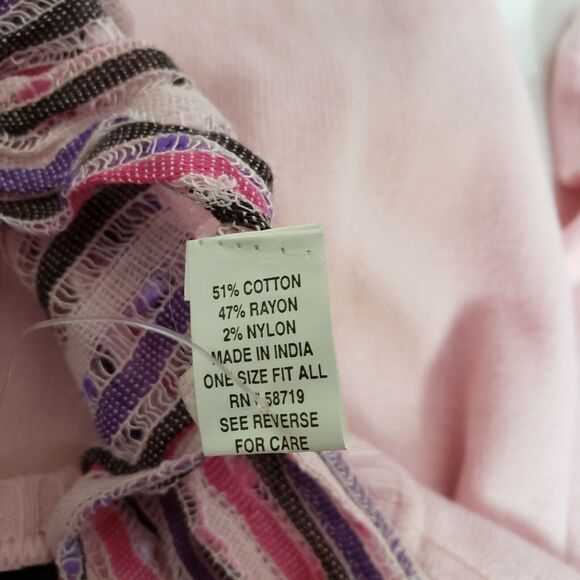 51% COTTON
47% RAYON
2% NYLON
MADE IN INDIA
ONE SIZE FIT ALL
RN# 58719
SEE REVERSE
FOR CARE